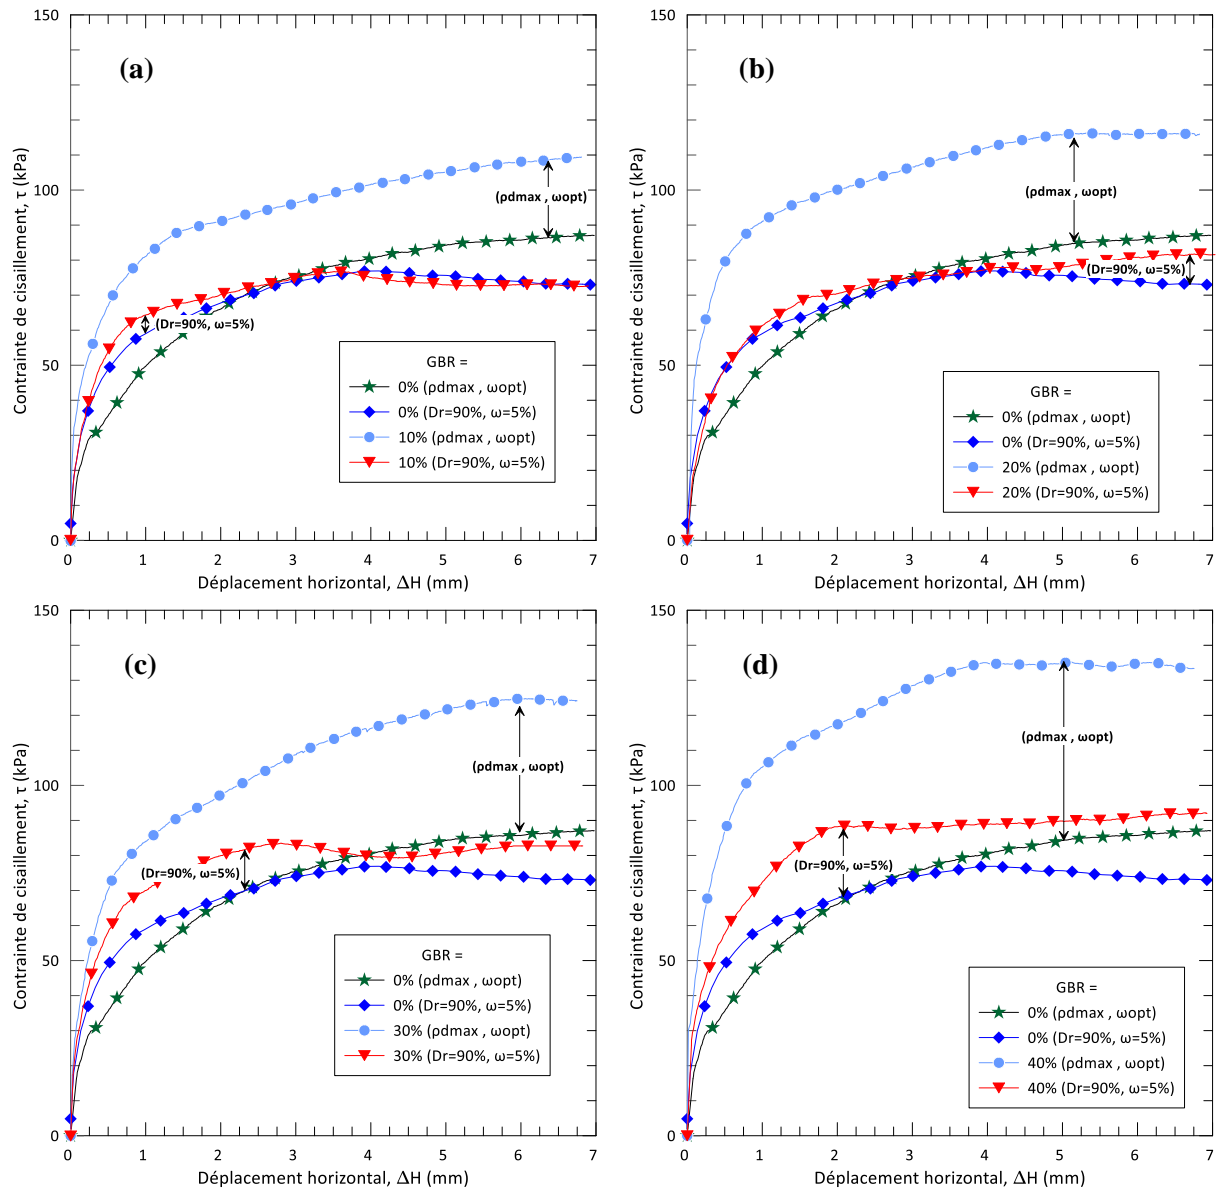 (a)
150
100
50
0
Contrainte de cisaillement, τ (kPa)
(ρdmax , ωopt)
(Dr=90%, ω=5%)
GBR =
0% (ρdmax , ωopt)
0% (Dr=90%, ω=5%)
10% (ρdmax , ωopt)
10% (Dr=90%, ω=5%)
0 1 2 3 4 5 6 7
Déplacement horizontal, ΔH (mm)
(b)
150
100
50
0
Contrainte de cisaillement, τ (kPa)
(ρdmax , ωopt)
(Dr=90%, ω=5%)
GBR =
0% (ρdmax , ωopt)
0% (Dr=90%, ω=5%)
20% (ρdmax , ωopt)
20% (Dr=90%, ω=5%)
0 1 2 3 4 5 6 7
Déplacement horizontal, ΔH (mm)
(c)
150
100
50
0
Contrainte de cisaillement, τ (kPa)
(ρdmax , ωopt)
(Dr=90%, ω=5%)
GBR =
0% (ρdmax , ωopt)
0% (Dr=90%, ω=5%)
30% (ρdmax , ωopt)
30% (Dr=90%, ω=5%)
0 1 2 3 4 5 6 7
Déplacement horizontal, ΔH (mm)
(d)
150
100
50
0
Contrainte de cisaillement, τ (kPa)
(ρdmax , ωopt)
(Dr=90%, ω=5%)
GBR =
0% (ρdmax , ωopt)
0% (Dr=90%, ω=5%)
40% (ρdmax , ωopt)
40% (Dr=90%, ω=5%)
0 1 2 3 4 5 6 7
Déplacement horizontal, ΔH (mm)